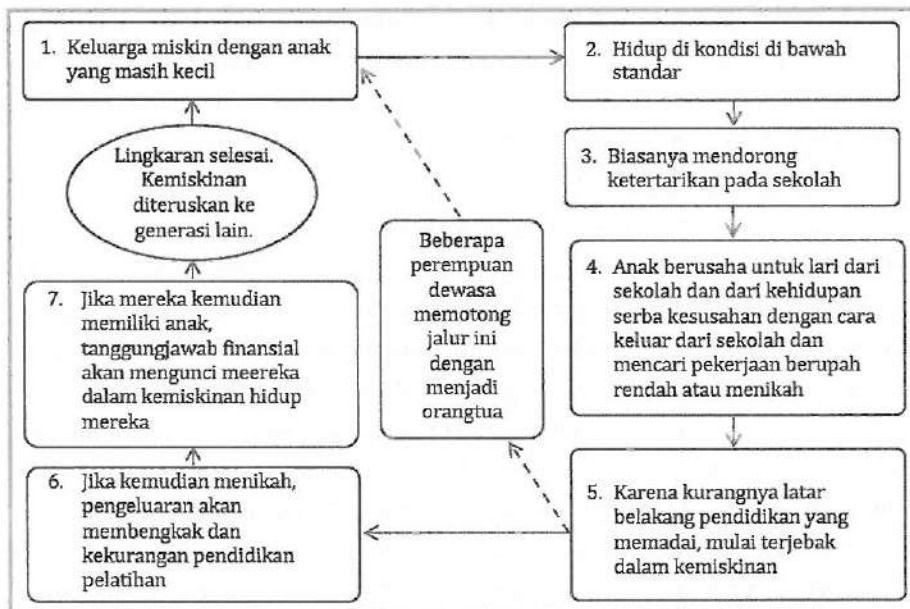 1. Keluarga miskin dengan anak
yang masih kecil
2. Hidup di kondisi di bawah
standar
3. Biasanya mendorong
ketertarikan pada sekolah
4. Anak berusaha untuk lari dari
sekolah dan dari kehidupan
serba kesusahan dengan cara
keluar dari sekolah dan
mencari pekerjaan berupah
rendah atau menikah
5. Karena kurangnya latar
belakang pendidikan yang
memadai, mulai terjebak
dalam kemiskinan
Beberapa
perempuan
dewasa
memotong
jalur ini
dengan
menjadi
orangtua
6. Jika kemudian menikah,
pengeluaran akan
membengkak dan
kekurangan pendidikan
pelatihan
7. Jika mereka kemudian
memiliki anak,
tanggungjawab finansial
akan mengunci meereka
dalam kemiskinan hidup
mereka
Lingkaran selesai.
Kemiskinan
diteruskan ke
generasi lain.